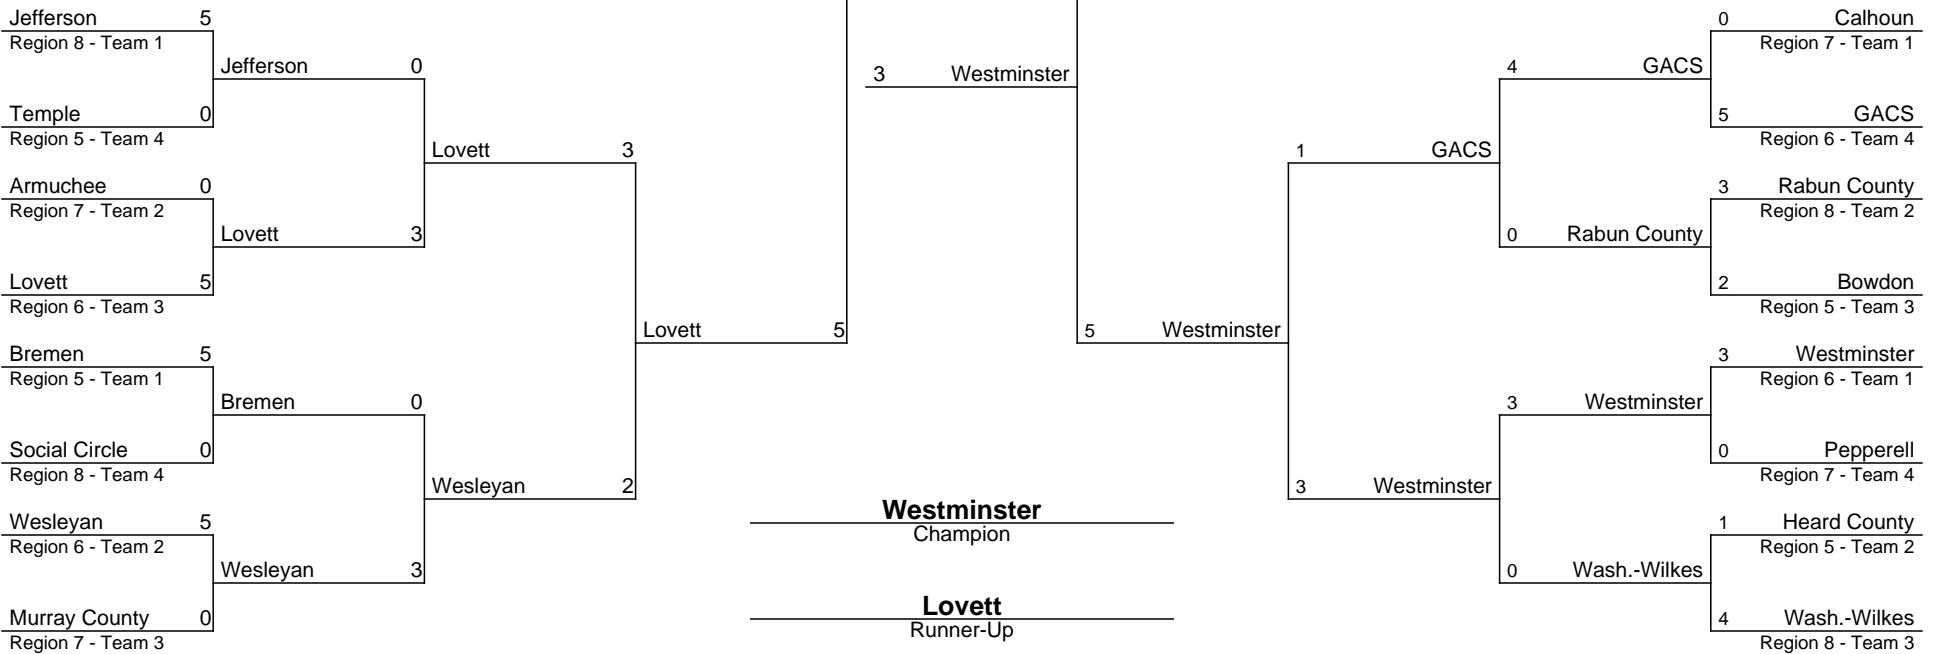 Jefferson 5
Region 8 - Team 1
Jefferson 0
Temple 0
Region 5 - Team 4
Lovett 3
Armuchee 0
Region 7 - Team 2
Lovett 3
Lovett 5
Region 6 - Team 3
Lovett 5
Bremen 5
Region 5 - Team 1
Bremen 0
Social Circle 0
Region 8 - Team 4
Wesleyan 2
Wesleyan 5
Region 6 - Team 2
Wesleyan 3
Murray County 0
Region 7 - Team 3
3 Westminster
Westminster
Champion
Lovett
Runner-Up
0 Calhoun
Region 7 - Team 1
4 GACS
5 GACS
Region 6 - Team 4
1 GACS
3 Rabun County
Region 8 - Team 2
0 Rabun County
2 Bowdon
Region 5 - Team 3
5 Westminster
3 Westminster
Region 6 - Team 1
3 Westminster
0 Pepperell
Region 7 - Team 4
3 Westminster
1 Heard County
Region 5 - Team 2
0 Wash.-Wilkes
4 Wash.-Wilkes
Region 8 - Team 3